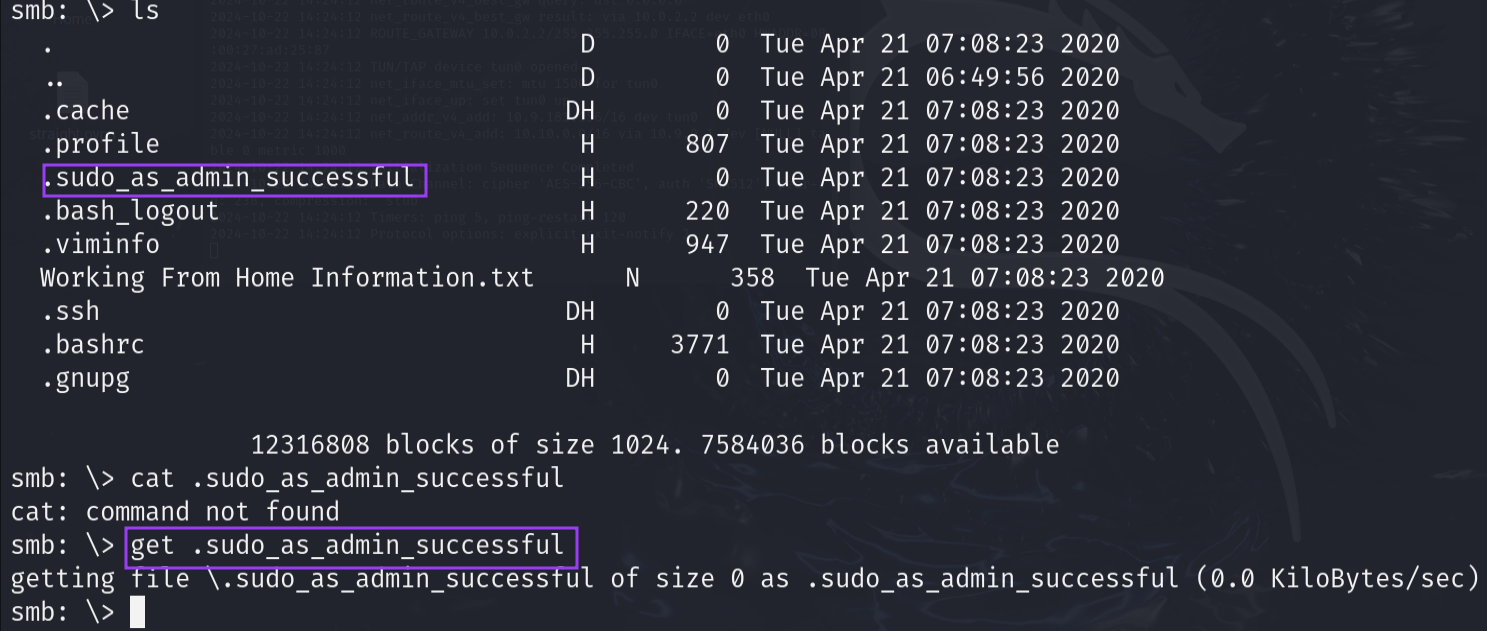 smb: \> ls
. D 0 Tue Apr 21 07:08:23 2020
.. D 0 Tue Apr 21 06:49:56 2020
.cache DH 0 Tue Apr 21 07:08:23 2020
.profile H 807 Tue Apr 21 07:08:23 2020
.sudo_as_admin_successful H 0 Tue Apr 21 07:08:23 2020
.bash_logout H 220 Tue Apr 21 07:08:23 2020
.viminfo H 947 Tue Apr 21 07:08:23 2020
Working From Home Information.txt N 358 Tue Apr 21 07:08:23 2020
.ssh DH 0 Tue Apr 21 07:08:23 2020
.bashrc H 3771 Tue Apr 21 07:08:23 2020
.gnupg DH 0 Tue Apr 21 07:08:23 2020
12316808 blocks of size 1024. 7584036 blocks available
smb: \> cat .sudo_as_admin_successful
cat: command not found
smb: \> get .sudo_as_admin_successful
getting file \.sudo_as_admin_successful of size 0 as .sudo_as_admin_successful (0.0 KiloBytes/sec)
smb: \>